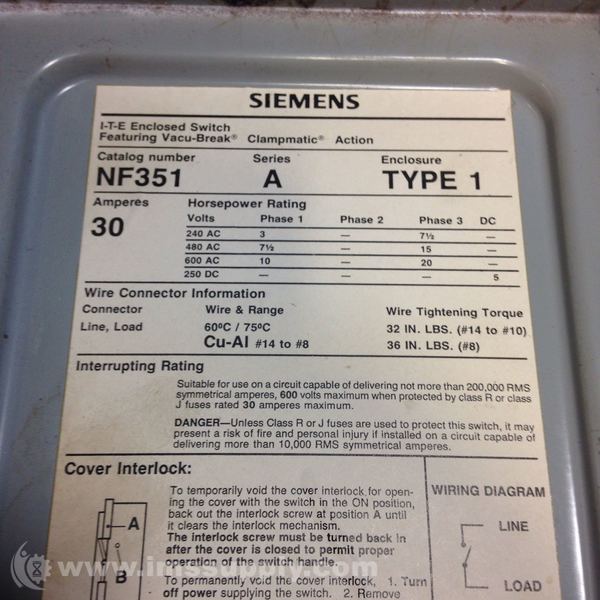 SIEMENS
I-T-E Enclosed Switch
Featuring Vacu-Break® Clampmatic® Action
Catalog number Series Enclosure
NF351 A TYPE 1
Amperes Horsepower Rating
30
Volts Phase 1 Phase 2 Phase 3 DC
240 AC 3 — 7½ —
480 AC 7½ — 15 —
600 AC 10 — 20 —
250 DC — — — 5
Wire Connector Information
Connector Wire & Range Wire Tightening Torque
Line, Load 60ºC / 75ºC 32 IN. LBS. (#14 to #10)
Cu-Al #14 to #8 36 IN. LBS. (#8)
Interrupting Rating
Suitable for use on a circuit capable of delivering not more than 200,000 RMS
symmetrical amperes, 600 volts maximum when protected by class R or class
J fuses rated 30 amperes maximum.
DANGER—Unless Class R or J fuses are used to protect this switch, it may
present a risk of fire and personal injury if installed on a circuit capable of
delivering more than 10,000 RMS symmetrical amperes.
Cover Interlock:
To temporarily void the cover interlock for open-
ing the cover with the switch in the ON position,
back out the interlock screw at position A until
it clears the interlock mechanism.
The interlock screw must be turned back in
after the cover is closed to permit proper
operation of the switch handle.
To permanently void the cover interlock, 1. Turn
off power supplying the switch. 2. Remove
A
B
WIRING DIAGRAM
LINE
LOAD
www.imssupply.com